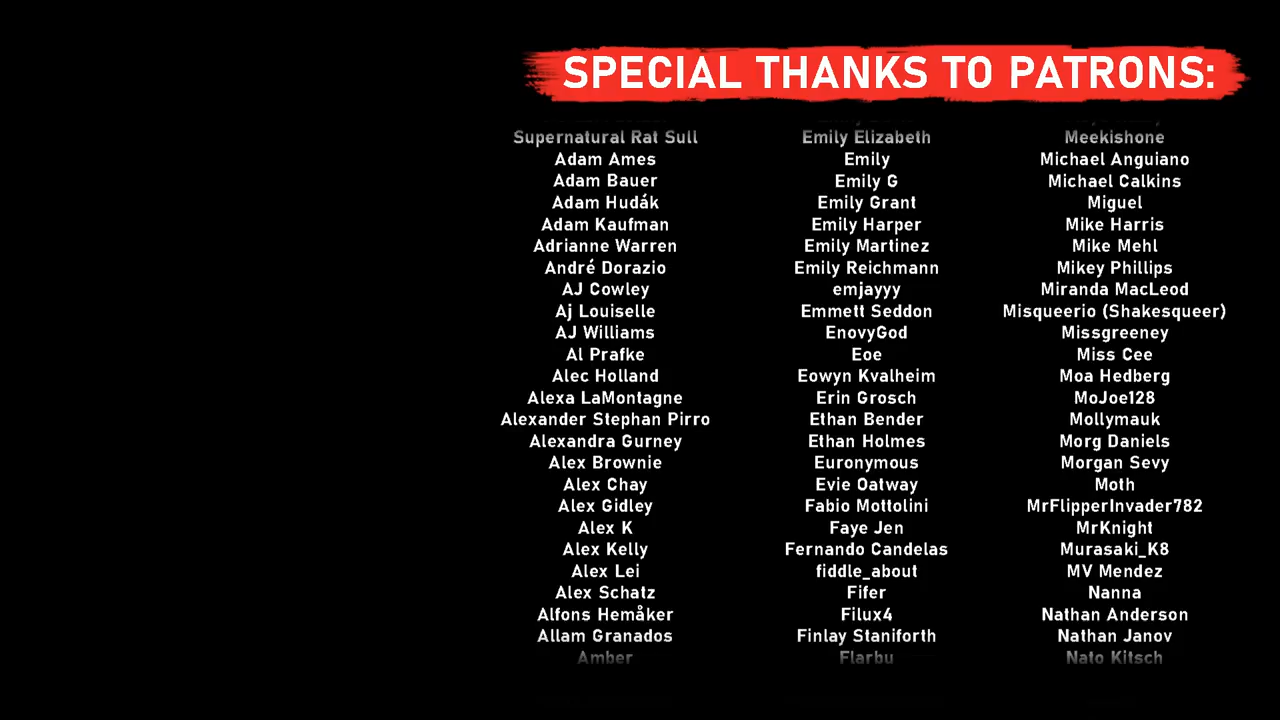 SPECIAL THANKS TO PATRONS:
Supernatural Rat Sull
Adam Ames
Adam Bauer
Adam Hudák
Adam Kaufman
Adrianne Warren
André Dorazio
AJ Cowley
Aj Louiselle
AJ Williams
Al Prafke
Alec Holland
Alexa LaMontagne
Alexander Stephan Pirro
Alexandra Gurney
Alex Brownie
Alex Chay
Alex Gidley
Alex K
Alex Kelly
Alex Lei
Alex Schatz
Alfons Hemåker
Allam Granados
Amber
Emily Elizabeth
Emily
Emily G
Emily Grant
Emily Harper
Emily Martinez
Emily Reichmann
emjayyy
Emmett Seddon
EnovyGod
Eoe
Eowyn Kvalheim
Erin Grosch
Ethan Bender
Ethan Holmes
Euronymous
Evie Oatway
Fabio Mottolini
Faye Jen
Fernando Candelas
fiddle_about
Fifer
Filux4
Finlay Staniforth
Flarbu
Meekishone
Michael Anguiano
Michael Calkins
Miguel
Mike Harris
Mike Mehl
Mikey Phillips
Miranda MacLeod
Misqueerio (Shakesqueer)
Missgreeney
Miss Cee
Moa Hedberg
MoJoe128
Mollymauk
Morg Daniels
Morgan Sevy
Moth
MrFlipperInvader782
MrKnight
Murasaki_K8
MV Mendez
Nanna
Nathan Anderson
Nathan Janov
Nato Kitsch